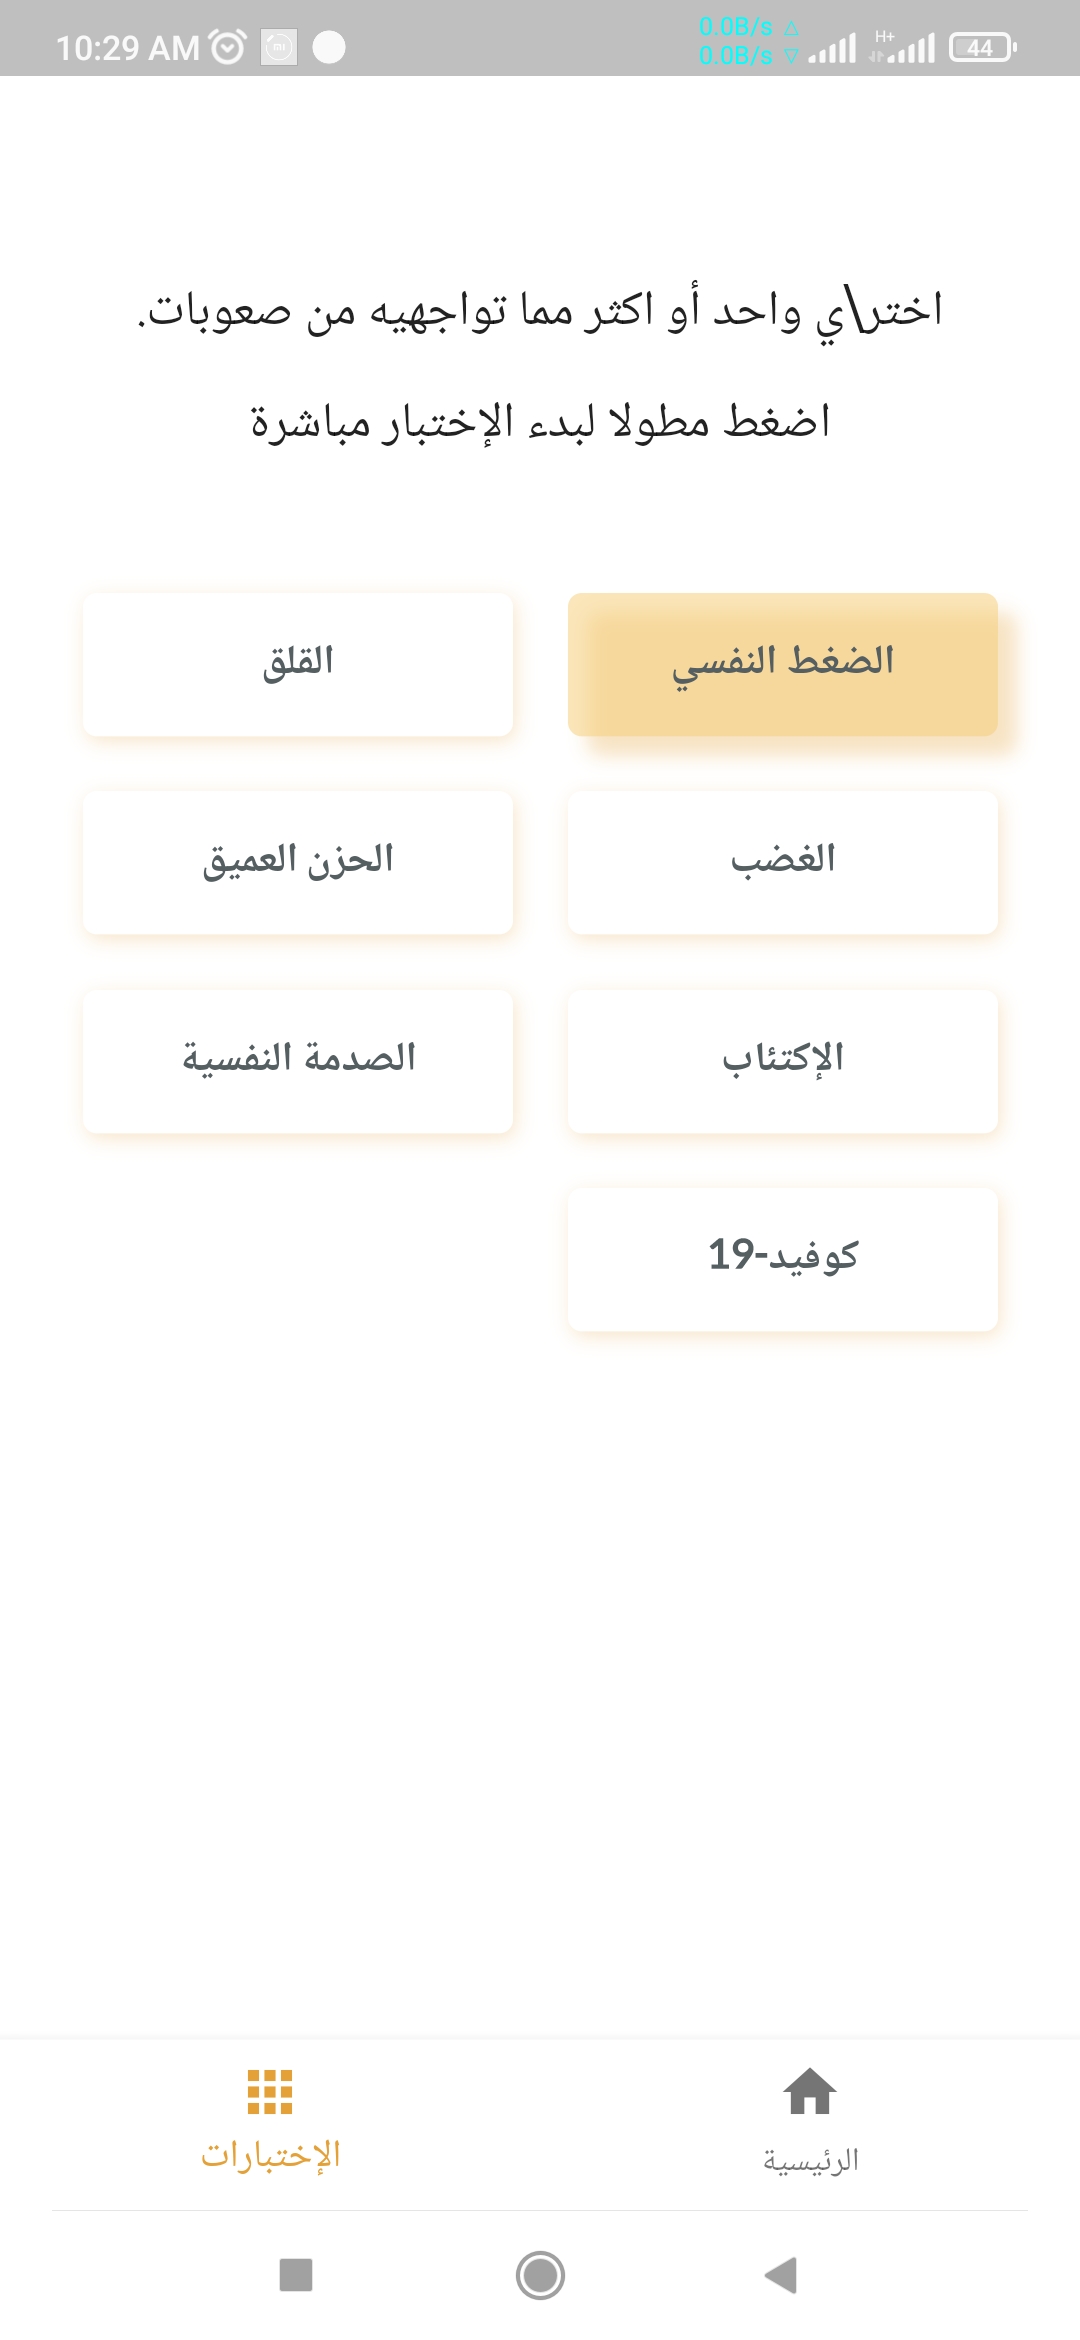 10:29 AM
0.0B/s
0.0B/s
H+
44
اختر\ي واحد أو اكثر مما تواجهيه من صعوبات.
اضغط مطولا لبدء الإختبار مباشرة
الضغط النفسي
القلق
الغضب
الحزن العميق
الإكتئاب
الصدمة النفسية
كوفيد-19
الرئيسية
الإختبارات